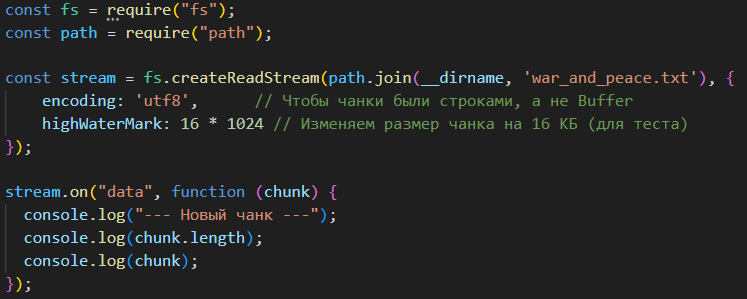 const fs = require("fs");
const path = require("path");

const stream = fs.createReadStream(path.join(__dirname, 'war_and_peace.txt'), {
    encoding: 'utf8',      // Чтобы чанки были строками, а не Buffer
    highWaterMark: 16 * 1024 // Изменяем размер чанка на 16 КБ (для теста)
});

stream.on("data", function (chunk) {
  console.log("--- Новый чанк ---");
  console.log(chunk.length);
  console.log(chunk);
});